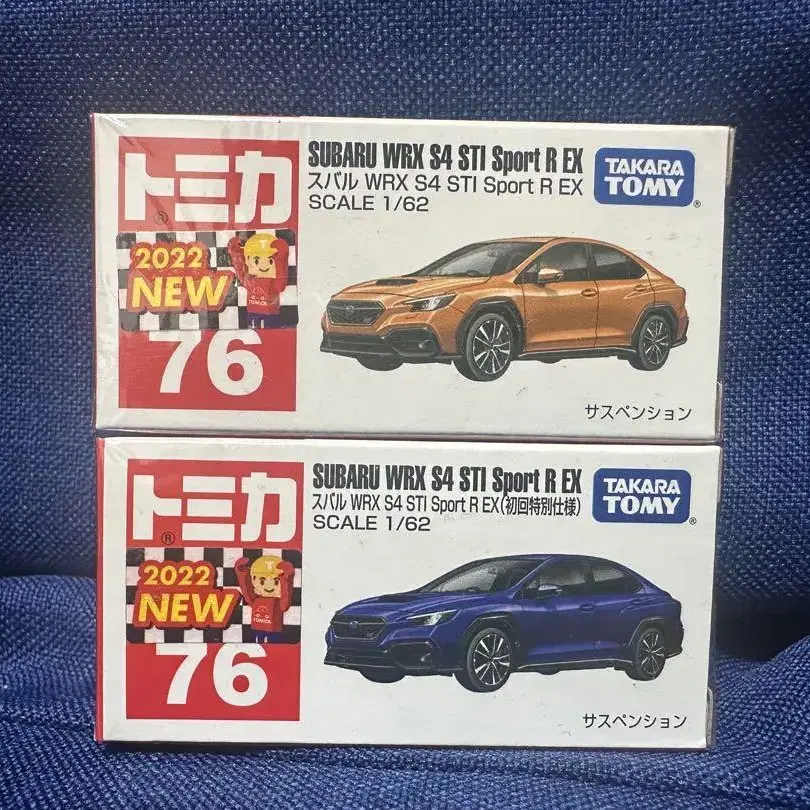 トミカ
®
2022
NEW
76
SUBARU WRX S4 STI Sport R EX
スバル WRX S4 STI Sport R EX
SCALE 1/62
TAKARA
TOMY
®
サスペンション
トミカ
®
2022
NEW
76
SUBARU WRX S4 STI Sport R EX
スバル WRX S4 STI Sport R EX(初回特別仕様)
SCALE 1/62
TAKARA
TOMY
®
サスペンション